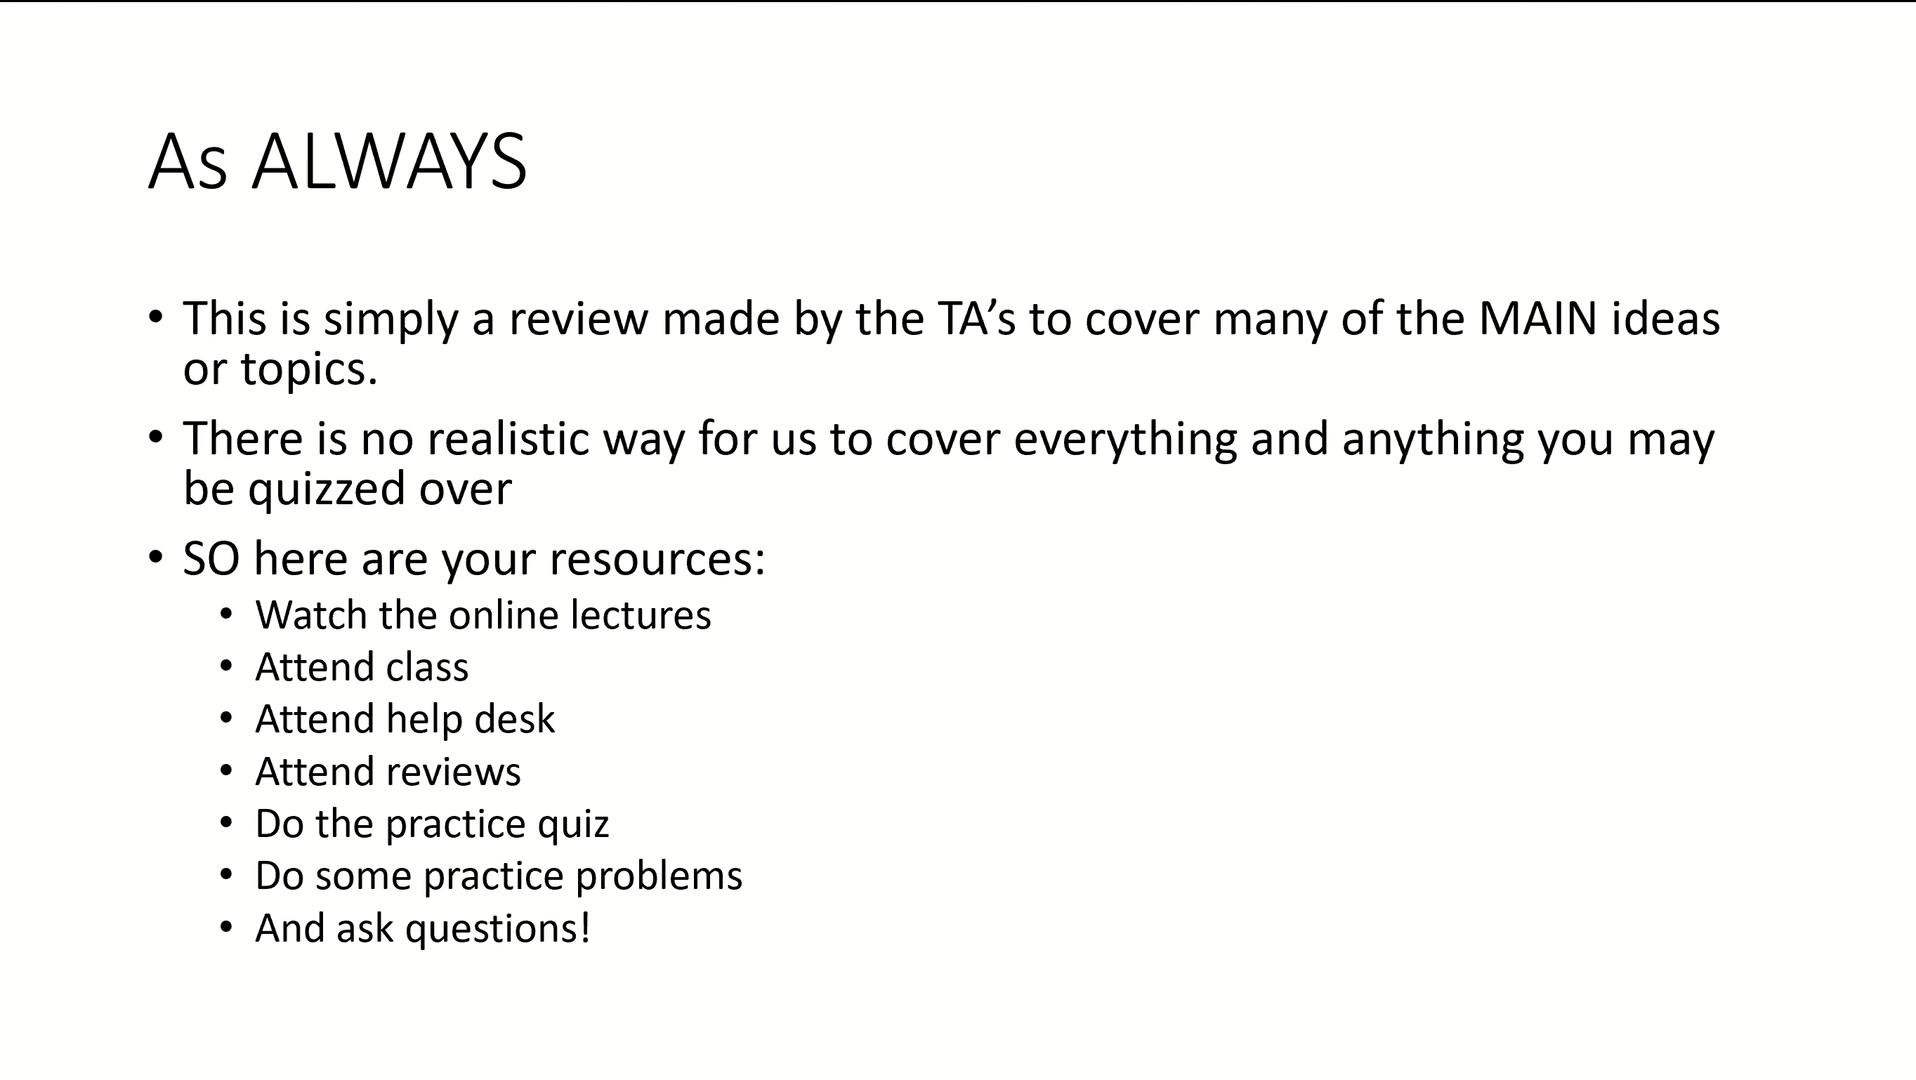 As ALWAYS
• This is simply a review made by the TA’s to cover many of the MAIN ideas
or topics.
• There is no realistic way for us to cover everything and anything you may
be quizzed over
• SO here are your resources:
• Watch the online lectures
• Attend class
• Attend help desk
• Attend reviews
• Do the practice quiz
• Do some practice problems
• And ask questions!